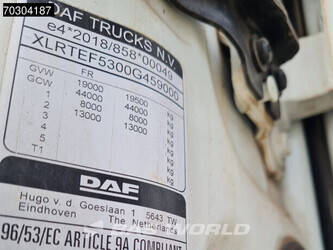 70304187
DAF TRUCKS N.V.
e4*2018/858*00049
XLRTEF5300G459000
FR
GVW 19000 19500 kg
GCW 44000 44000 kg
1 8000 8000 kg
2 13000 13000 kg
3 kg
4 kg
5 kg
T1 kg
DAF
Hugo v. d. Goeslaan 1 5643 TW
Eindhoven The Netherlands
96/53/EC ARTICLE 9A COMPLIANT